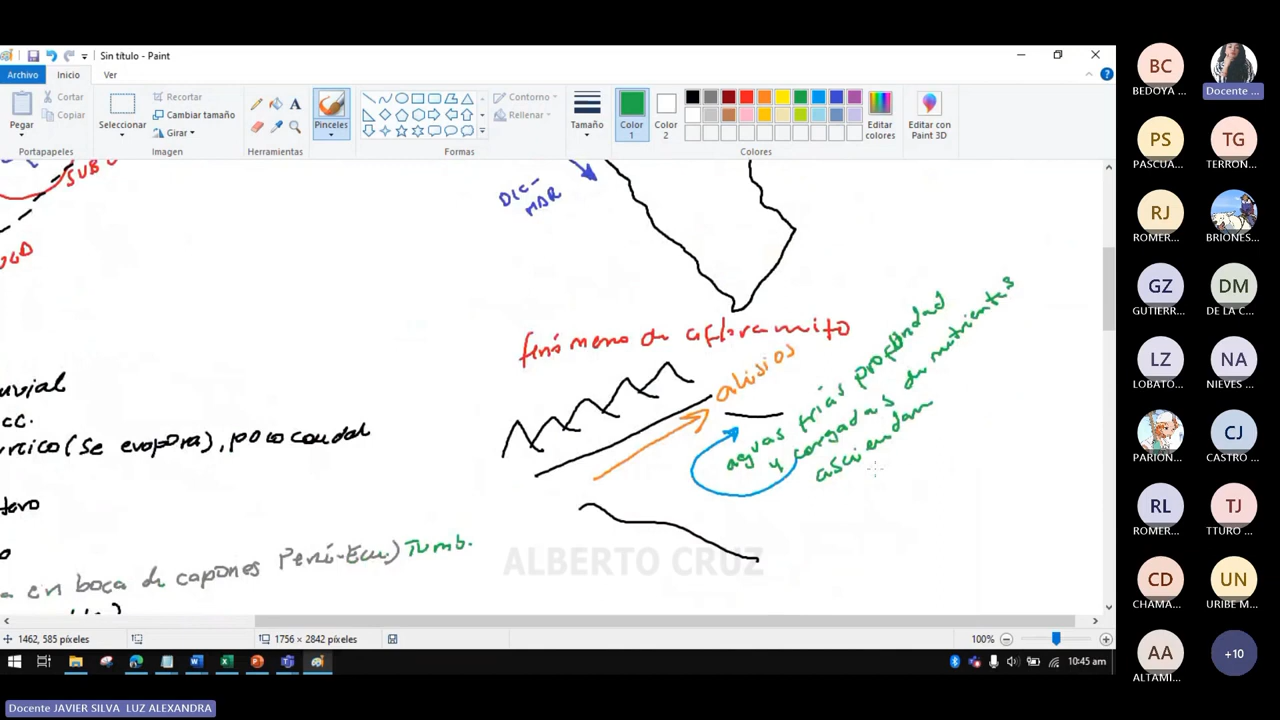 Sin título - Paint
Archivo
Inicio
Ver
Pegar
Cortar
Copiar
Portapapeles
Seleccionar
Recortar
Cambiar tamaño
Girar
Imagen
Herramientas
Pinceles
Contorno
Rellenar
Formas
Tamaño
Color 1
Color 2
Editar colores
Colores
Editar con Paint 3D
SUB
DIC-
MAR
fenómeno de afloramito
alisios
aguas frías profundad
y cargadas de nutrientes
asciendan
uvial
cc.
(se evapora), poco caudal
a en boca de capones Perú-Ecu.) Tumb.
ALBERTO CRUZ
1462, 585 píxeles
1756 × 2842 píxeles
100%
10:45 am
BC
BEDOYA ...
Docente ...
PS
PASCUA...
TG
TERRON...
RJ
ROMER...
BRIONES...
GZ
GUTIERR...
DM
DE LA C...
LZ
LOBATO...
NA
NIEVES ...
PARION...
CJ
CASTRO ...
RL
ROMER...
TJ
TTURO ...
CD
CHAMA...
UN
URIBE M...
AA
ALTAMI...
+10
Docente JAVIER SILVA LUZ ALEXANDRA